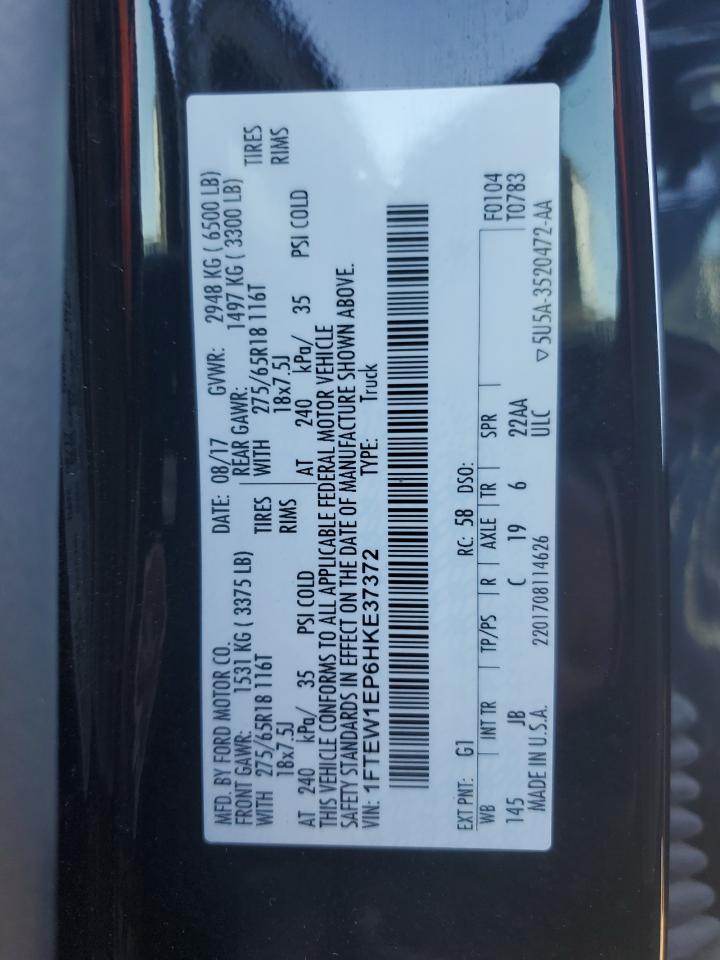 MFD. BY FORD MOTOR CO.
DATE: 08/17 GVWR: 2948 KG ( 6500 LB)
FRONT GAWR: 1531 KG ( 3375 LB)
REAR GAWR: 1497 KG ( 3300 LB)
WITH 275/65R18 116T TIRES
WITH 275/65R18 116T TIRES
18x7.5J RIMS
18x7.5J RIMS
AT 240 kPa/ 35 PSI COLD
AT 240 kPa/ 35 PSI COLD
THIS VEHICLE CONFORMS TO ALL APPLICABLE FEDERAL MOTOR VEHICLE
SAFETY STANDARDS IN EFFECT ON THE DATE OF MANUFACTURE SHOWN ABOVE.
VIN: 1FTEW1EP6HKE37372 TYPE: Truck
EXT PNT: G1 RC: 58 DSO: F0104
WB INT TR TP/PS R AXLE TR SPR T0783
145 JB C 19 6 22AA
MADE IN U.S.A. 2201708114626 ULC ▽5U5A-3520472-AA